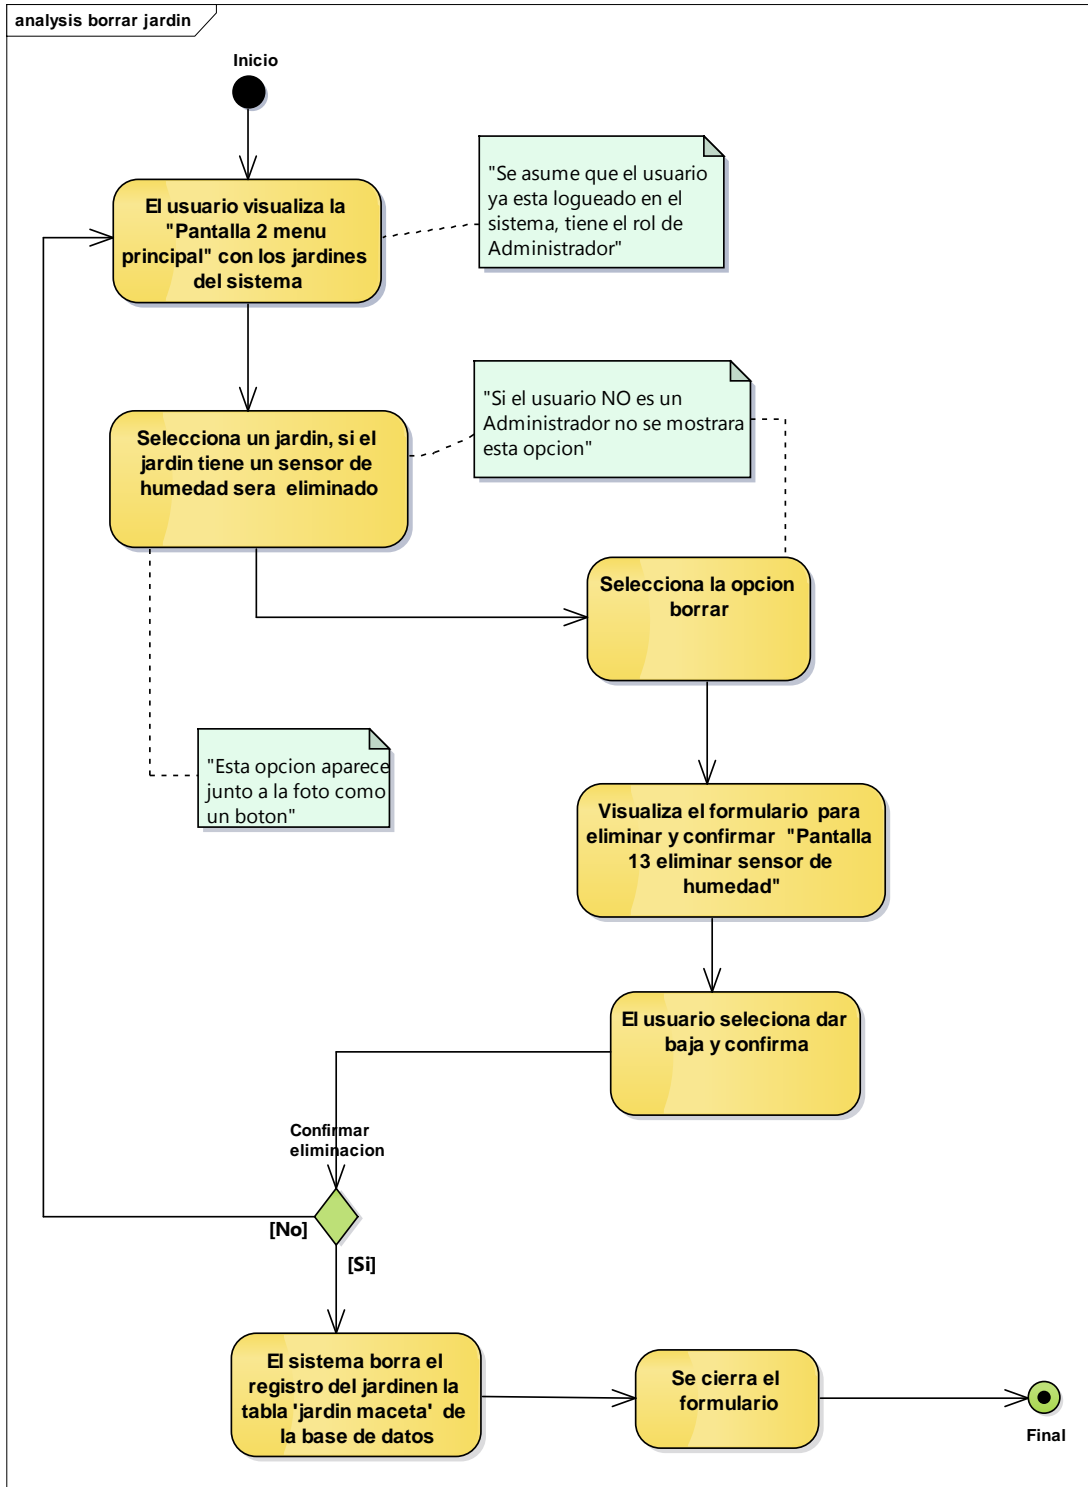 analysis borrar jardin
Inicio
"Se asume que el usuario
ya esta logueado en el
sistema, tiene el rol de
Administrador"
El usuario visualiza la
"Pantalla 2 menu
principal" con los jardines
del sistema
"Si el usuario NO es un
Administrador no se mostrara
esta opcion"
Selecciona un jardin, si el
jardin tiene un sensor de
humedad sera eliminado
Selecciona la opcion
borrar
"Esta opcion aparece
junto a la foto como
un boton"
Visualiza el formulario para
eliminar y confirmar "Pantalla
13 eliminar sensor de
humedad"
El usuario seleciona dar
baja y confirma
Confirmar
eliminacion
[No]
[Si]
El sistema borra el
registro del jardinen la
tabla 'jardin maceta' de
la base de datos
Se cierra el
formulario
Final